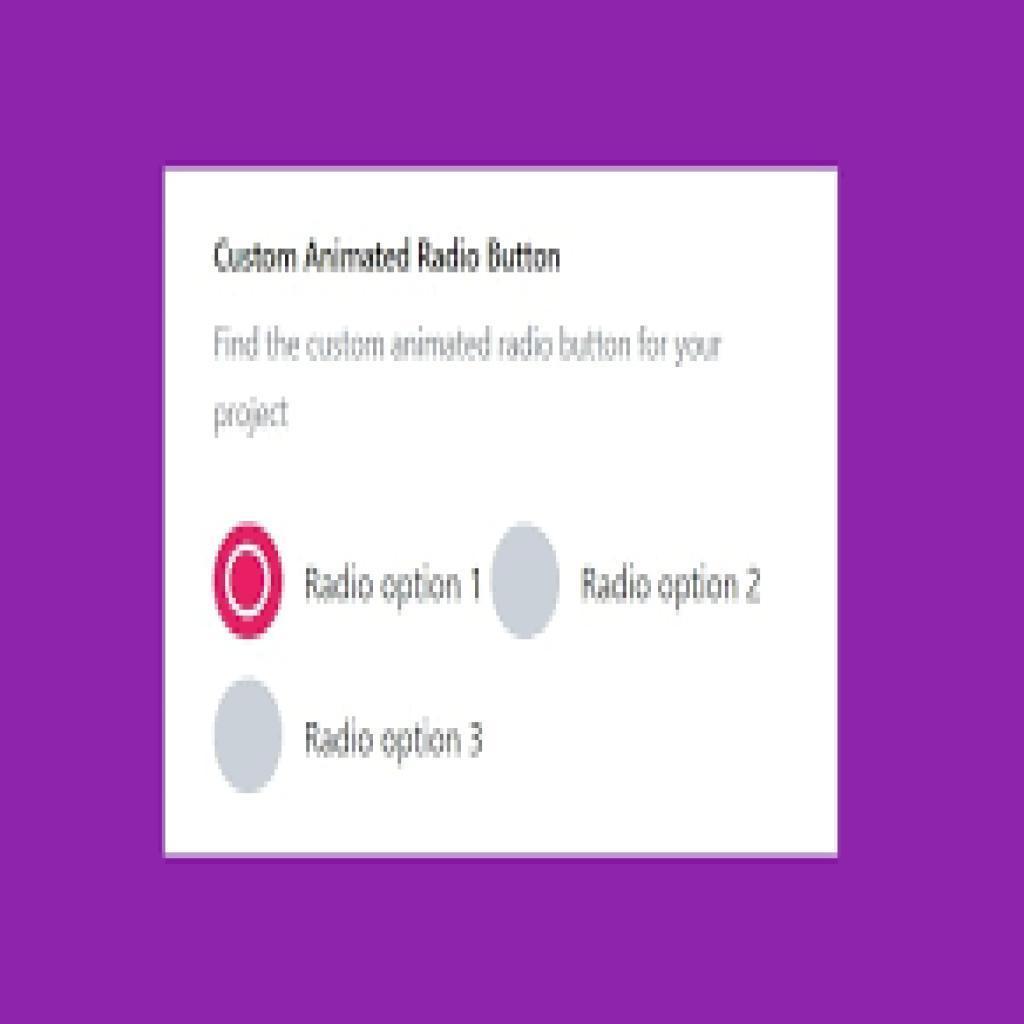 Custom Animated Radio Button
Find the custom animated radio button for your
project
Radio option 1 Radio option 2
Radio option 3